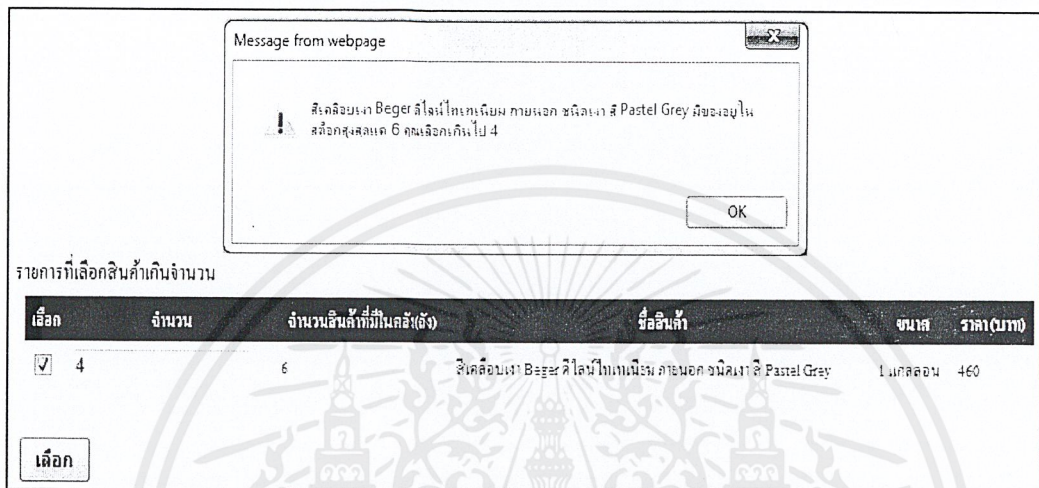 Message from webpage
สีเคลือบเงา Beger ดีไลน์ไทเทเนียม ภายนอก ชนิดเงา สี Pastel Grey มีของอยู่ใน
สต็อกสูงสุดแค่ 6 คุณเลือกเกินไป 4
OK
รายการที่เลือกสินค้าเกินจำนวน
เลือก จำนวน จำนวนสินค้าที่มีในคลัง(ถัง) ชื่อสินค้า ขนาด ราคา(บาท)
4 6 สีเคลือบเงา Beger ดีไลน์ไทเทเนียม ภายนอก ชนิดเงา สี Pastel Grey 1 แกลลอน 460
เลือก